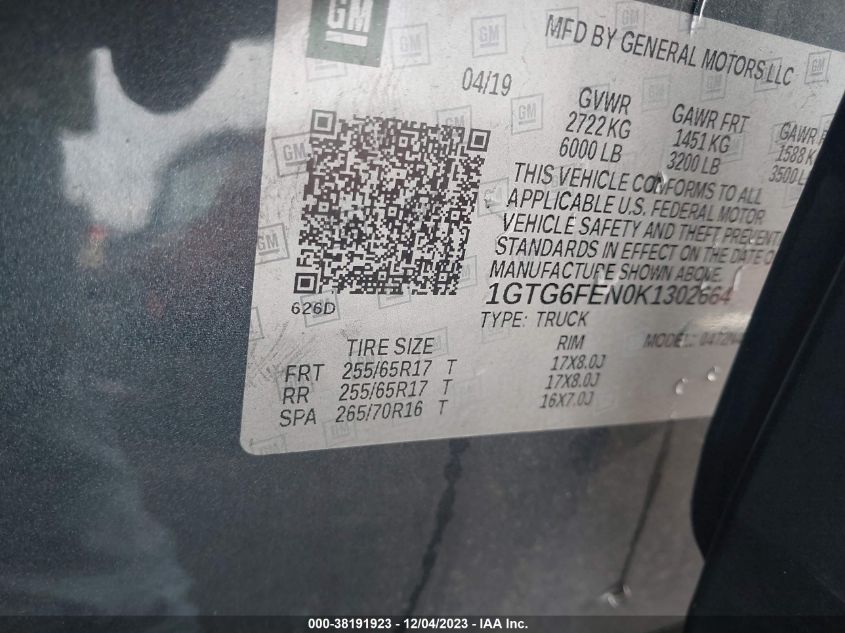 GM
MFD BY GENERAL MOTORS LLC
04/19
GVWR
2722 KG
6000 LB
GAWR FRT
1451 KG
3200 LB
GAWR
1588 K
3500 L
THIS VEHICLE CONFORMS TO ALL
APPLICABLE U.S. FEDERAL MOTOR
VEHICLE SAFETY AND THEFT PREVENT
STANDARDS IN EFFECT ON THE DATE O
MANUFACTURE SHOWN ABOVE.
1GTG6FEN0K1302664
626D
TYPE: TRUCK
MODEL:
TIRE SIZE RIM
FRT 255/65R17 T 17X8.0J
RR 255/65R17 T 17X8.0J
SPA 265/70R16 T 16X7.0J
000-38191923 - 12/04/2023 - IAA Inc.